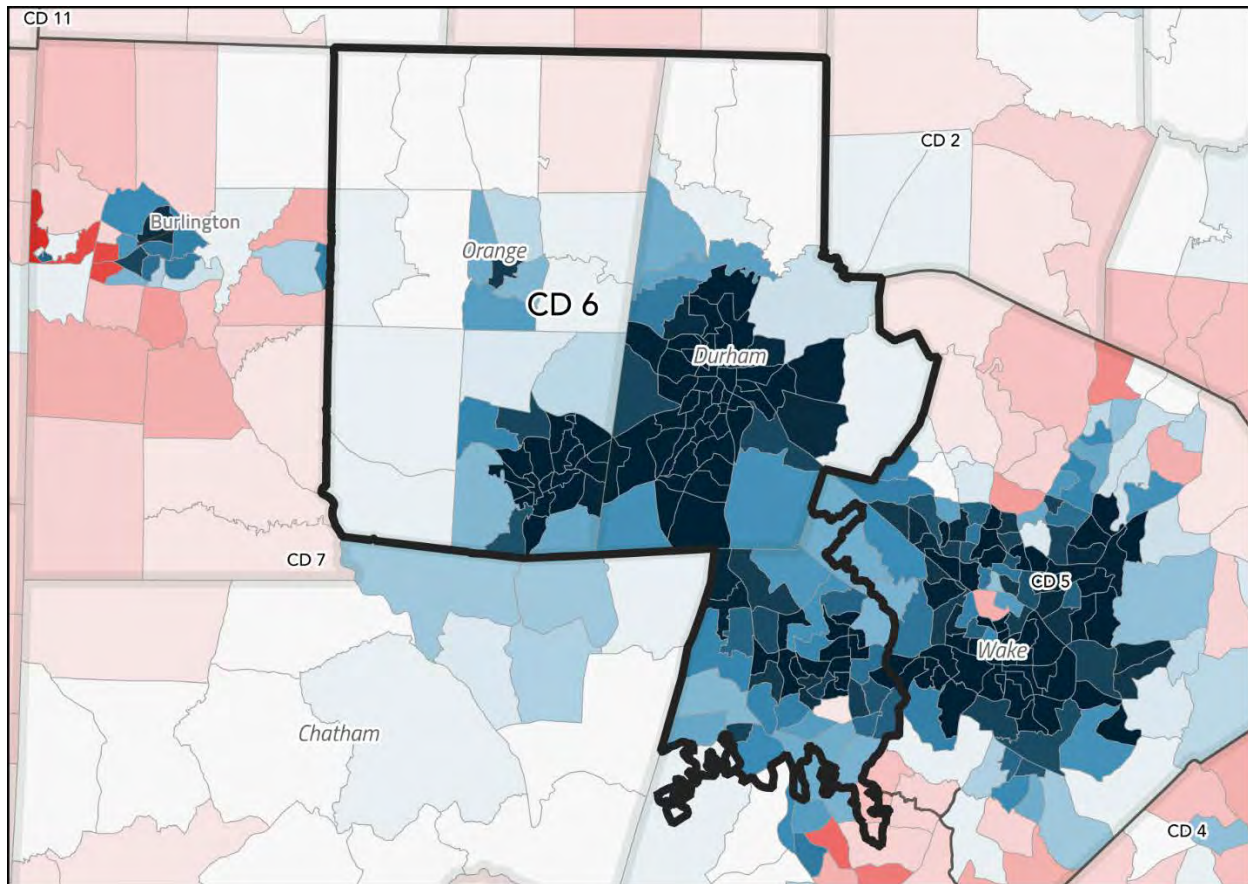 CD 11
CD 2
Burlington
Orange
CD 6
Durham
CD 7
CD 5
Wake
Chatham
CD 4